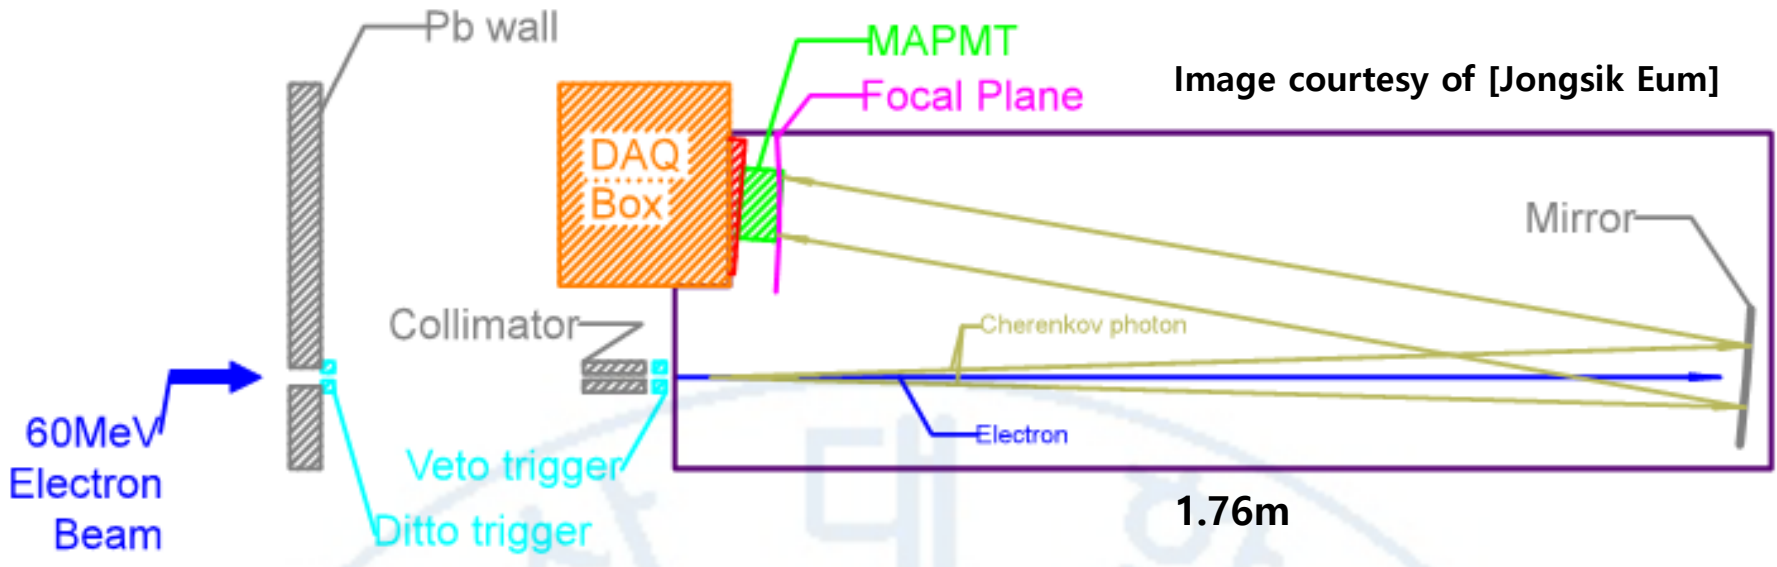 Pb wall
MAPMT
Focal Plane
Image courtesy of [Jongsik Eum]
DAQ
Box
Mirror
Collimator
Cherenkov photon
60MeV
Electron
Beam
Electron
Veto trigger
Ditto trigger
1.76m